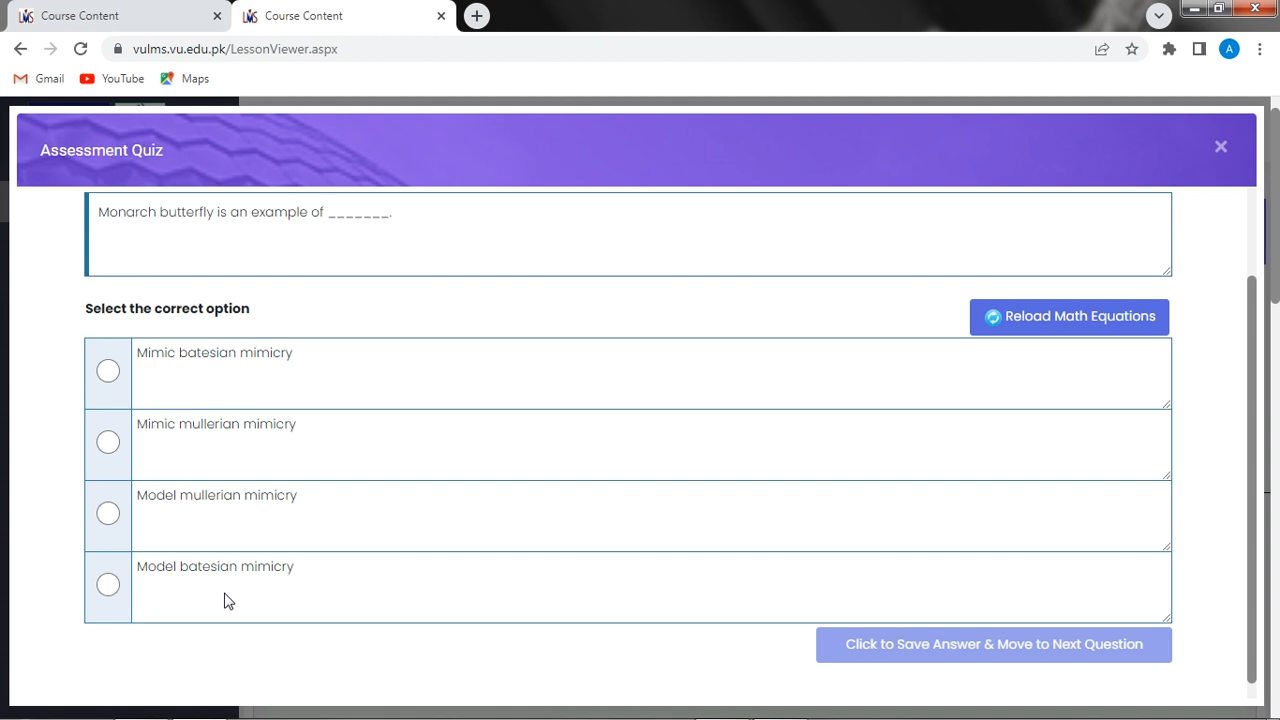 Course Content
Course Content
vulms.vu.edu.pk/LessonViewer.aspx
A
Gmail
YouTube
Maps
Assessment Quiz
Monarch butterfly is an example of _______.
Select the correct option
Reload Math Equations
Mimic batesian mimicry
Mimic mullerian mimicry
Model mullerian mimicry
Model batesian mimicry
Click to Save Answer & Move to Next Question